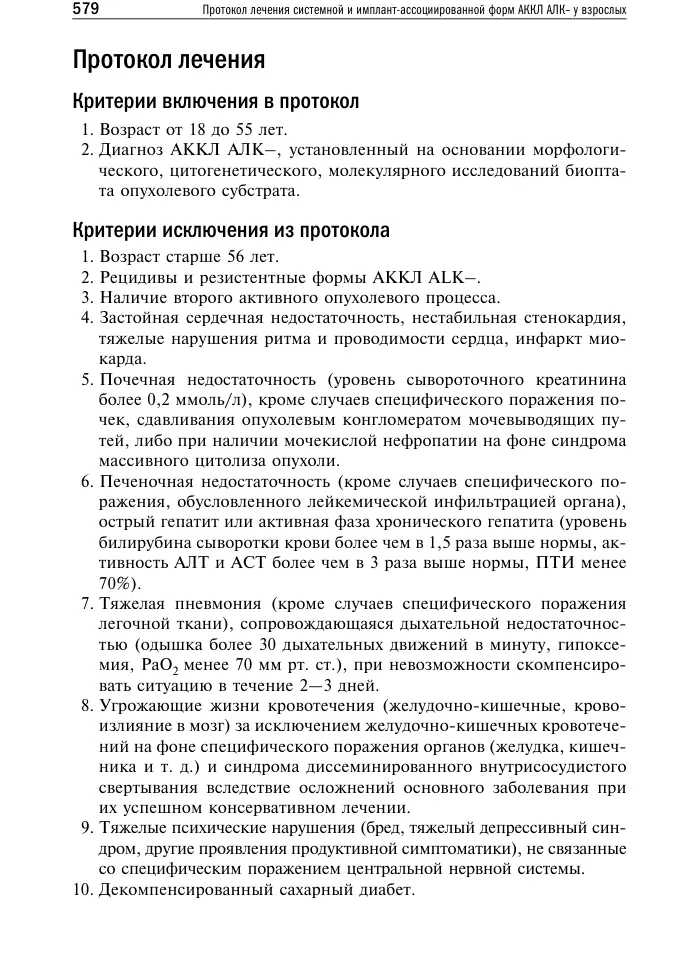 579
Протокол лечения системной и имплант-ассоциированной форм АККЛ АЛК– у взрослых
Протокол лечения
Критерии включения в протокол
1. Возраст от 18 до 55 лет.
2. Диагноз АККЛ АЛК–, установленный на основании морфологи-
ческого, цитогенетического, молекулярного исследований биопта-
та опухолевого субстрата.
Критерии исключения из протокола
1. Возраст старше 56 лет.
2. Рецидивы и резистентные формы АККЛ ALK–.
3. Наличие второго активного опухолевого процесса.
4. Застойная сердечная недостаточность, нестабильная стенокардия,
тяжелые нарушения ритма и проводимости сердца, инфаркт мио-
карда.
5. Почечная недостаточность (уровень сывороточного креатинина
более 0,2 ммоль/л), кроме случаев специфического поражения по-
чек, сдавливания опухолевым конгломератом мочевыводящих пу-
тей, либо при наличии мочекислой нефропатии на фоне синдрома
массивного цитолиза опухоли.
6. Печеночная недостаточность (кроме случаев специфического по-
ражения, обусловленного лейкемической инфильтрацией органа),
острый гепатит или активная фаза хронического гепатита (уровень
билирубина сыворотки крови более чем в 1,5 раза выше нормы, ак-
тивность АЛТ и АСТ более чем в 3 раза выше нормы, ПТИ менее
70%).
7. Тяжелая пневмония (кроме случаев специфического поражения
легочной ткани), сопровождающаяся дыхательной недостаточнос-
тью (одышка более 30 дыхательных движений в минуту, гипоксе-
мия, PaO₂ менее 70 мм рт. ст.), при невозможности скомпенсиро-
вать ситуацию в течение 2—3 дней.
8. Угрожающие жизни кровотечения (желудочно-кишечные, крово-
излияние в мозг) за исключением желудочно-кишечных кровотече-
ний на фоне специфического поражения органов (желудка, кишеч-
ника и т. д.) и синдрома диссеминированного внутрисосудистого
свертывания вследствие осложнений основного заболевания при
их успешном консервативном лечении.
9. Тяжелые психические нарушения (бред, тяжелый депрессивный син-
дром, другие проявления продуктивной симптоматики), не связанные
со специфическим поражением центральной нервной системы.
10. Декомпенсированный сахарный диабет.